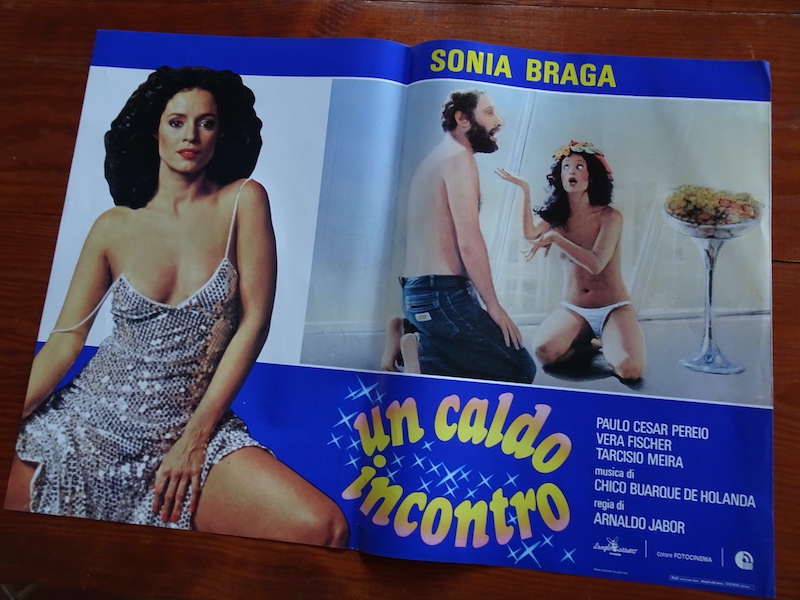 SONIA BRAGA
un caldo
incontro
PAULO CESAR PEREIO
VERA FISCHER
TARCISIO MEIRA
musica di
CHICO BUARQUE DE HOLANDA
regia di
ARNALDO JABOR
Colore FOTOCINEMA